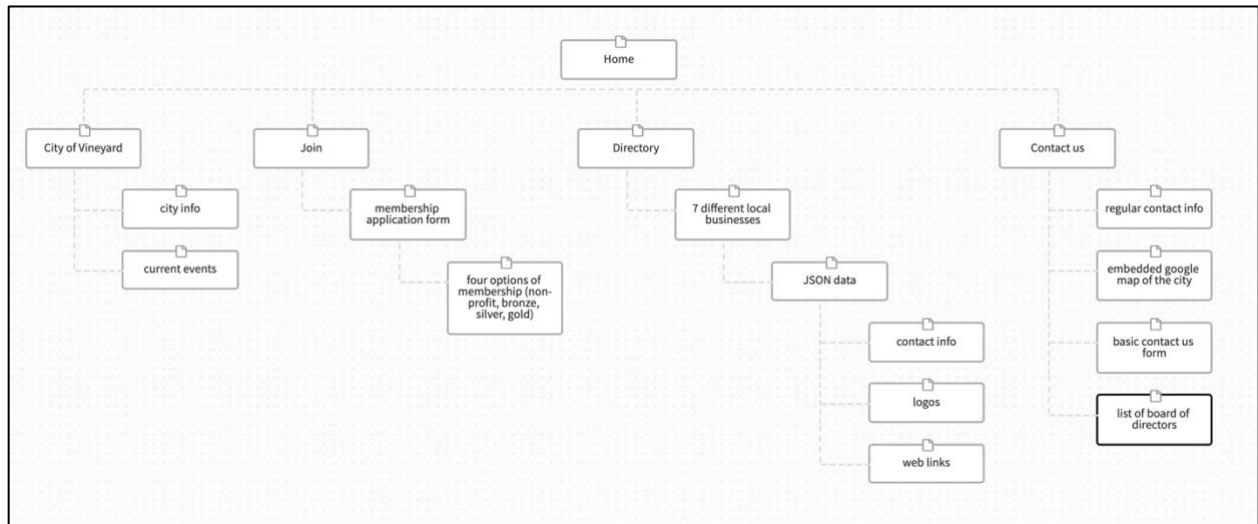 Home
City of Vineyard
Join
Directory
Contact us
city info
current events
membership
application form
four options of
membership (non-
profit, bronze,
silver, gold)
7 different local
businesses
JSON data
contact info
logos
web links
regular contact info
embedded google
map of the city
basic contact us
form
list of board of
directors